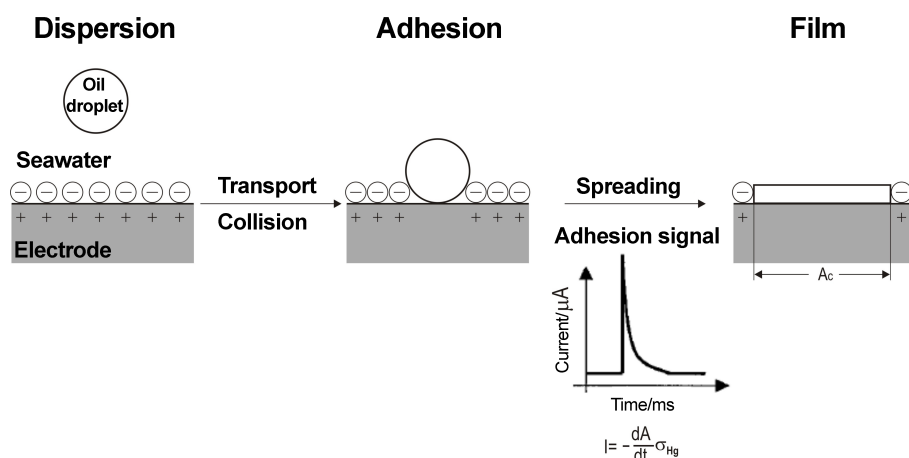 Dispersion
Adhesion
Film
Oil
droplet
Seawater
− − − − − − −
+ + + + + + +
Electrode
Transport
Collision
− − − − − −
+ + + + + +
Spreading
Adhesion signal
Current/μA
Time/ms
I= -dA/dt σHg
− −
+ +
Ac